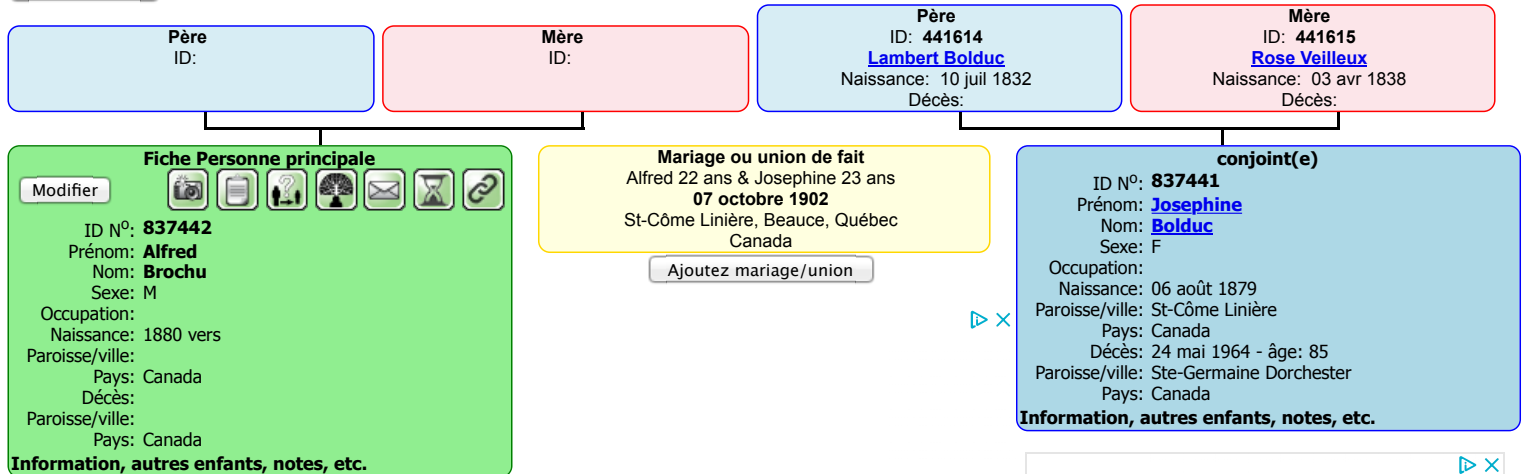 Père
ID:
Mère
ID:
Père
ID: 441614
Lambert Bolduc
Naissance: 10 juil 1832
Décès:
Mère
ID: 441615
Rose Veilleux
Naissance: 03 avr 1838
Décès:
Fiche Personne principale
Modifier
ID Nº: 837442
Prénom: Alfred
Nom: Brochu
Sexe: M
Occupation:
Naissance: 1880 vers
Paroisse/ville:
Pays: Canada
Décès:
Paroisse/ville:
Pays: Canada
Information, autres enfants, notes, etc.
Mariage ou union de fait
Alfred 22 ans & Josephine 23 ans
07 octobre 1902
St-Côme Linière, Beauce, Québec
Canada
Ajoutez mariage/union
conjoint(e)
ID Nº: 837441
Prénom: Josephine
Nom: Bolduc
Sexe: F
Occupation:
Naissance: 06 août 1879
Paroisse/ville: St-Côme Linière
Pays: Canada
Décès: 24 mai 1964 - âge: 85
Paroisse/ville: Ste-Germaine Dorchester
Pays: Canada
Information, autres enfants, notes, etc.